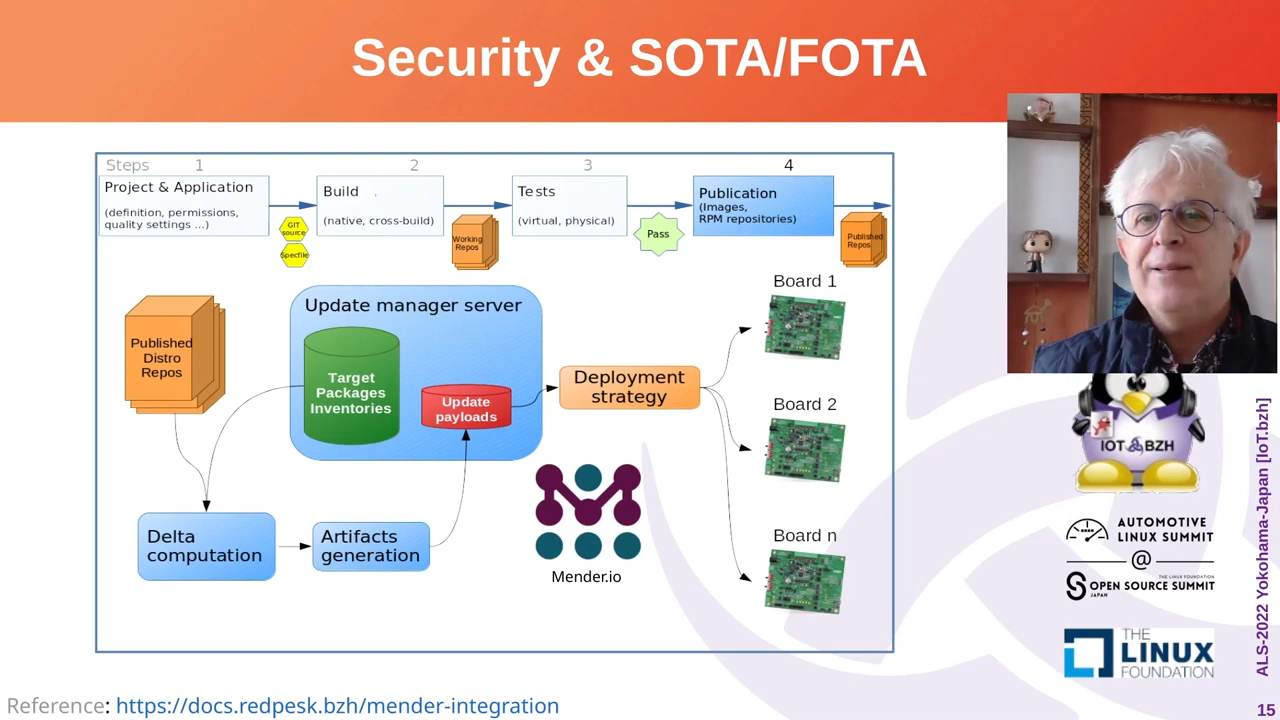 Security & SOTA/FOTA
Steps 1 2 3 4
Project & Application
(definition, permissions,
quality settings ...)
GIT
source
Specfile
Build
(native, cross-build)
Working
Repos
Tests
(virtual, physical)
Pass
Publication
(Images,
RPM repositories)
Published
Repos
Published
Distro
Repos
Update manager server
Target
Packages
Inventories
Update
payloads
Deployment
strategy
Board 1
Board 2
Board n
Delta
computation
Artifacts
generation
Mender.io
IOT BZH
AUTOMOTIVE
LINUX SUMMIT
@
THE LINUX FOUNDATION
OPEN SOURCE SUMMIT
JAPAN
THE
LINUX
FOUNDATION
ALS-2022 Yokohama-Japan [IoT.bzh]
Reference: https://docs.redpesk.bzh/mender-integration
15